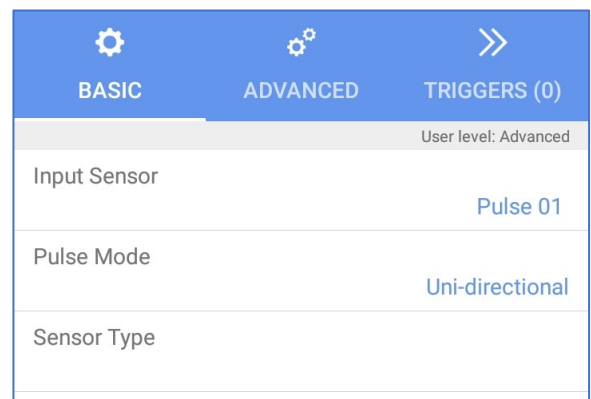 BASIC
ADVANCED
TRIGGERS (0)
User level: Advanced
Input Sensor
Pulse 01
Pulse Mode
Uni-directional
Sensor Type